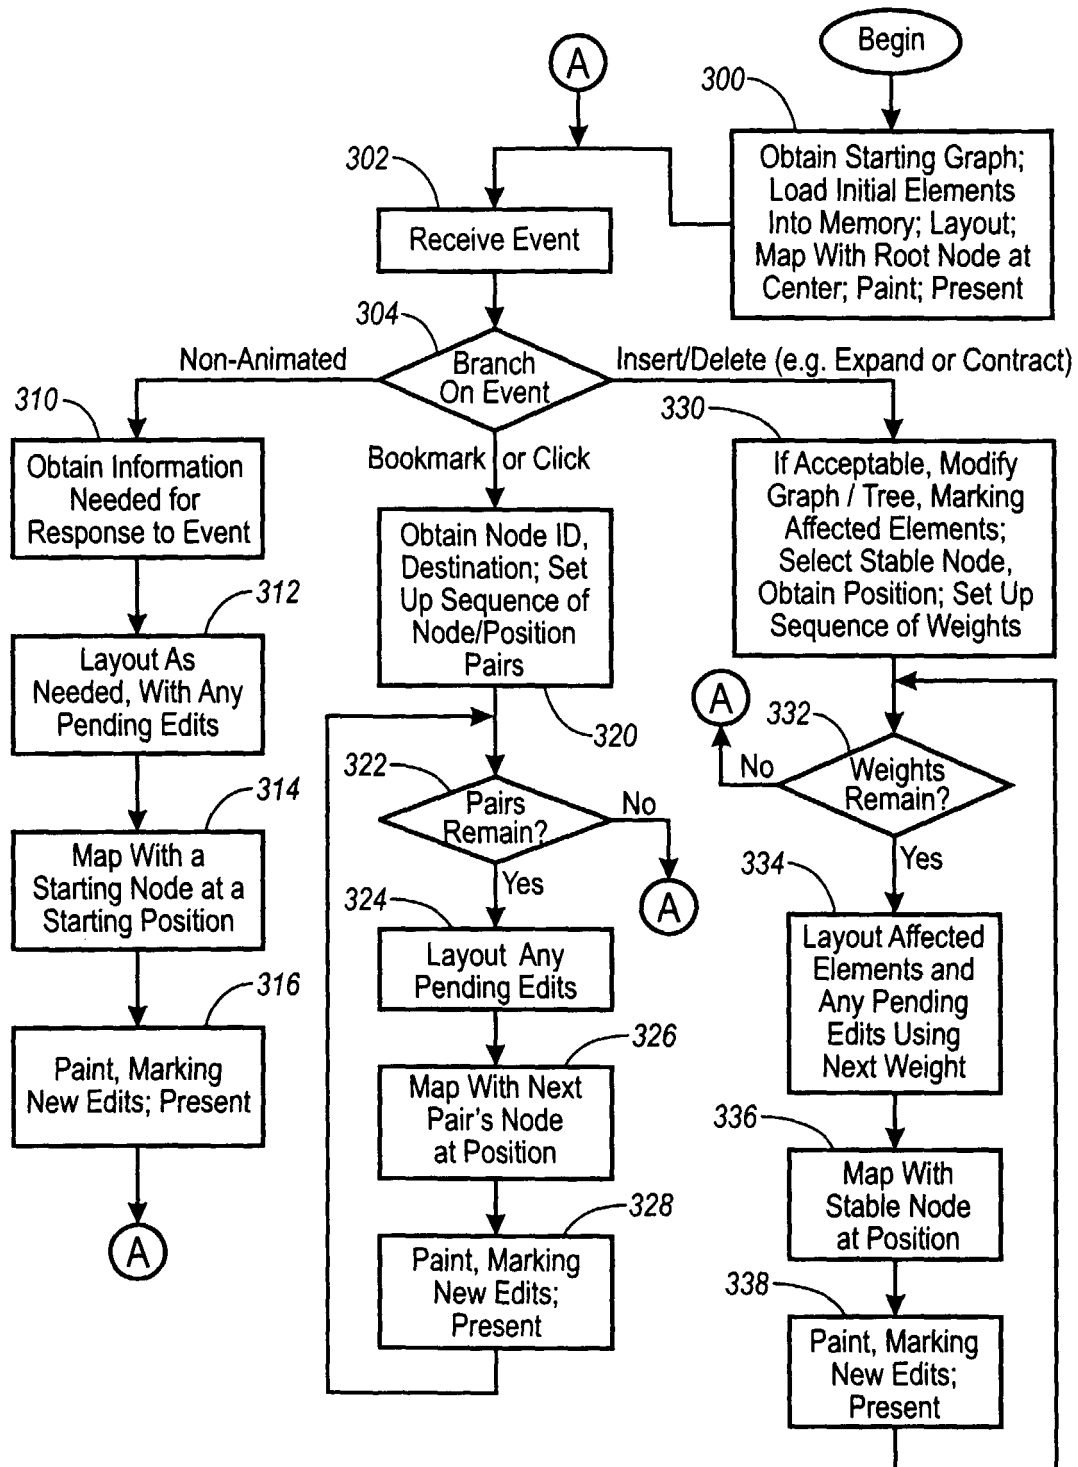 Begin
A
300
Obtain Starting Graph;
Load Initial Elements
Into Memory; Layout;
Map With Root Node at
Center; Paint; Present
302
Receive Event
304
Branch
On Event
Non-Animated
Insert/Delete (e.g. Expand or Contract)
Bookmark or Click
310
Obtain Information
Needed for
Response to Event
312
Layout As
Needed, With Any
Pending Edits
314
Map With a
Starting Node at a
Starting Position
316
Paint, Marking
New Edits; Present
A
Obtain Node ID,
Destination; Set
Up Sequence of
Node/Position
Pairs
320
322
Pairs
Remain?
No
A
Yes
324
Layout Any
Pending Edits
326
Map With Next
Pair's Node
at Position
328
Paint, Marking
New Edits;
Present
330
If Acceptable, Modify
Graph / Tree, Marking
Affected Elements;
Select Stable Node,
Obtain Position; Set Up
Sequence of Weights
A
332
No
Weights
Remain?
Yes
334
Layout Affected
Elements and
Any Pending
Edits Using
Next Weight
336
Map With
Stable Node
at Position
338
Paint, Marking
New Edits;
Present